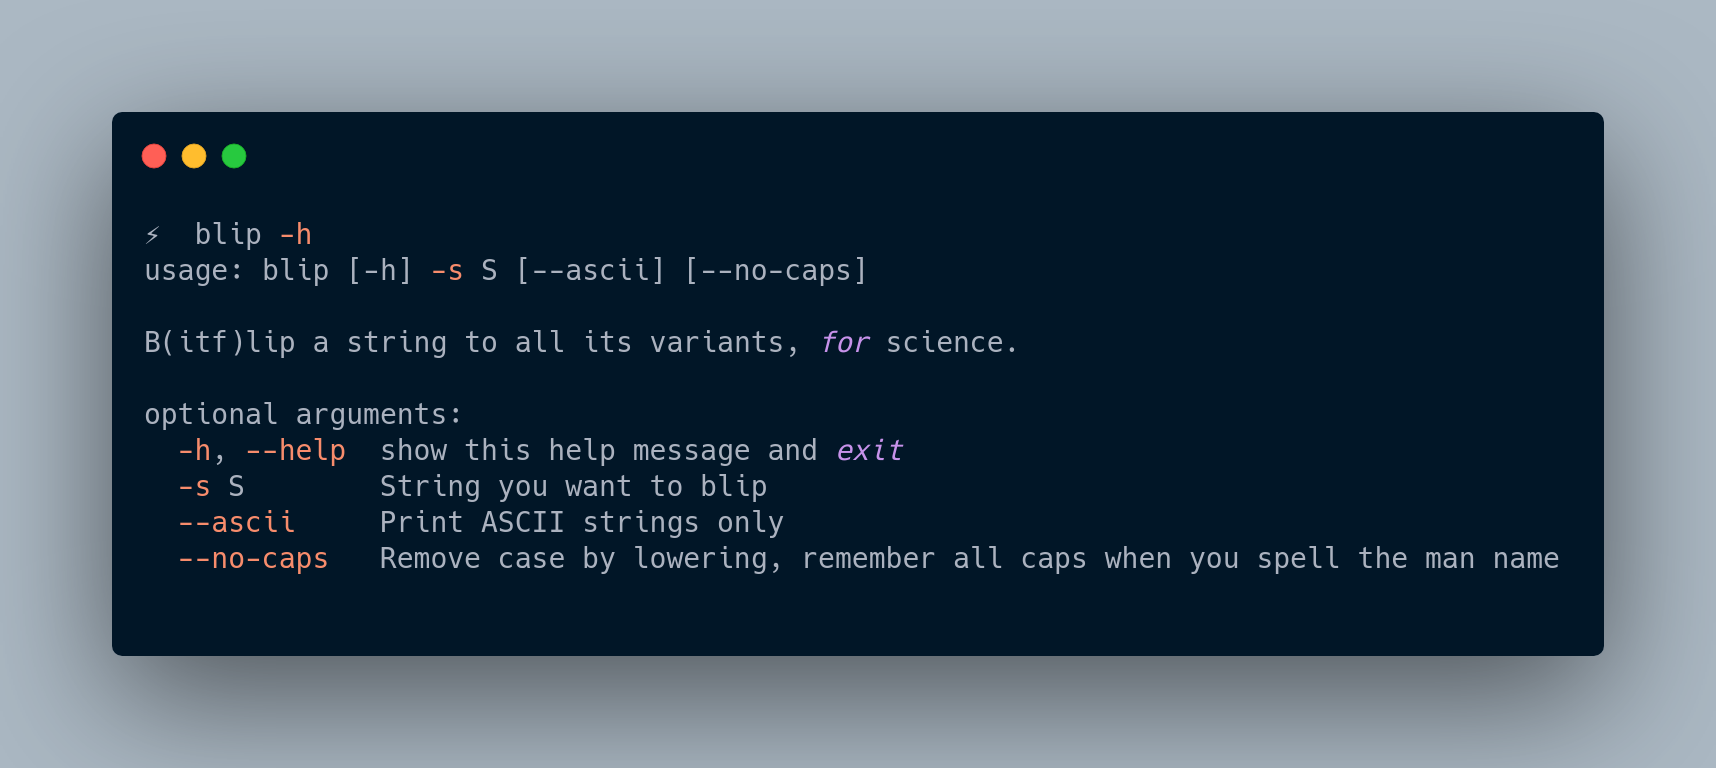 ⚡ blip -h
usage: blip [-h] -s S [--ascii] [--no-caps]
B(itf)lip a string to all its variants, for science.
optional arguments:
-h, --help show this help message and exit
-s S String you want to blip
--ascii Print ASCII strings only
--no-caps Remove case by lowering, remember all caps when you spell the man name